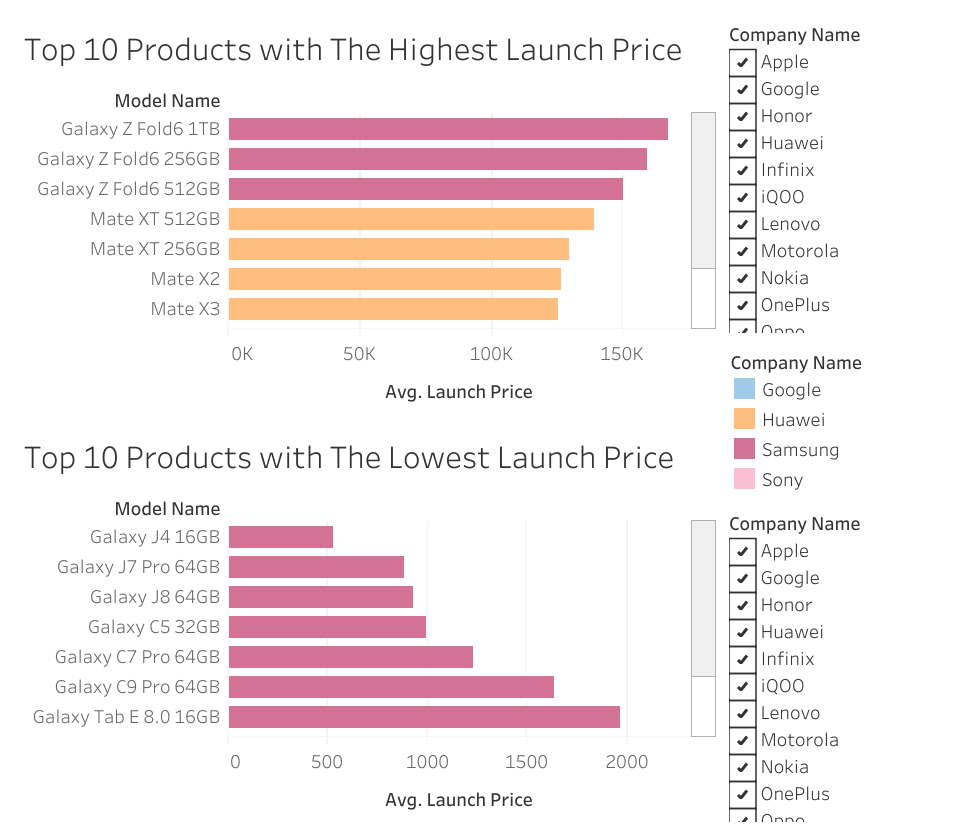 Top 10 Products with The Highest Launch Price
Model Name
Galaxy Z Fold6 1TB
Galaxy Z Fold6 256GB
Galaxy Z Fold6 512GB
Mate XT 512GB
Mate XT 256GB
Mate X2
Mate X3
0K 50K 100K 150K
Avg. Launch Price
Company Name
Apple
Google
Honor
Huawei
Infinix
iQOO
Lenovo
Motorola
Nokia
OnePlus
Oppo
Company Name
Google
Huawei
Samsung
Sony
Top 10 Products with The Lowest Launch Price
Model Name
Galaxy J4 16GB
Galaxy J7 Pro 64GB
Galaxy J8 64GB
Galaxy C5 32GB
Galaxy C7 Pro 64GB
Galaxy C9 Pro 64GB
Galaxy Tab E 8.0 16GB
0 500 1000 1500 2000
Avg. Launch Price
Company Name
Apple
Google
Honor
Huawei
Infinix
iQOO
Lenovo
Motorola
Nokia
OnePlus
Oppo